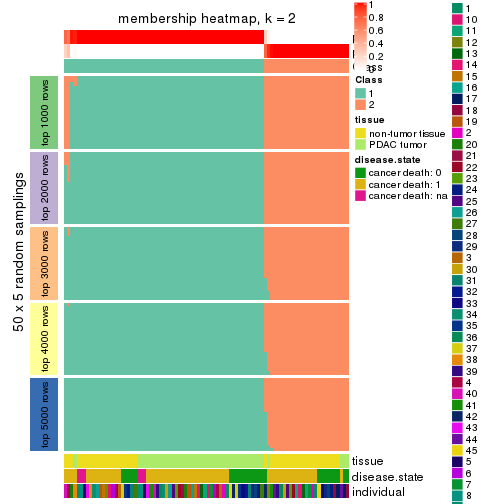 membership heatmap, k = 2
50 x 5 random samplings
top 1000 rows
top 2000 rows
top 3000 rows
top 4000 rows
top 5000 rows
1
0.8
0.6
0.4
0.2
0
Class
1
2
tissue
non-tumor tissue
PDAC tumor
disease.state
cancer death: 0
cancer death: 1
cancer death: na
tissue
disease.state
individual
1
10
11
12
13
14
15
16
17
18
19
2
20
21
22
23
24
25
26
27
28
29
3
30
31
32
33
34
35
36
37
38
39
4
40
41
42
43
44
45
5
6
7
8